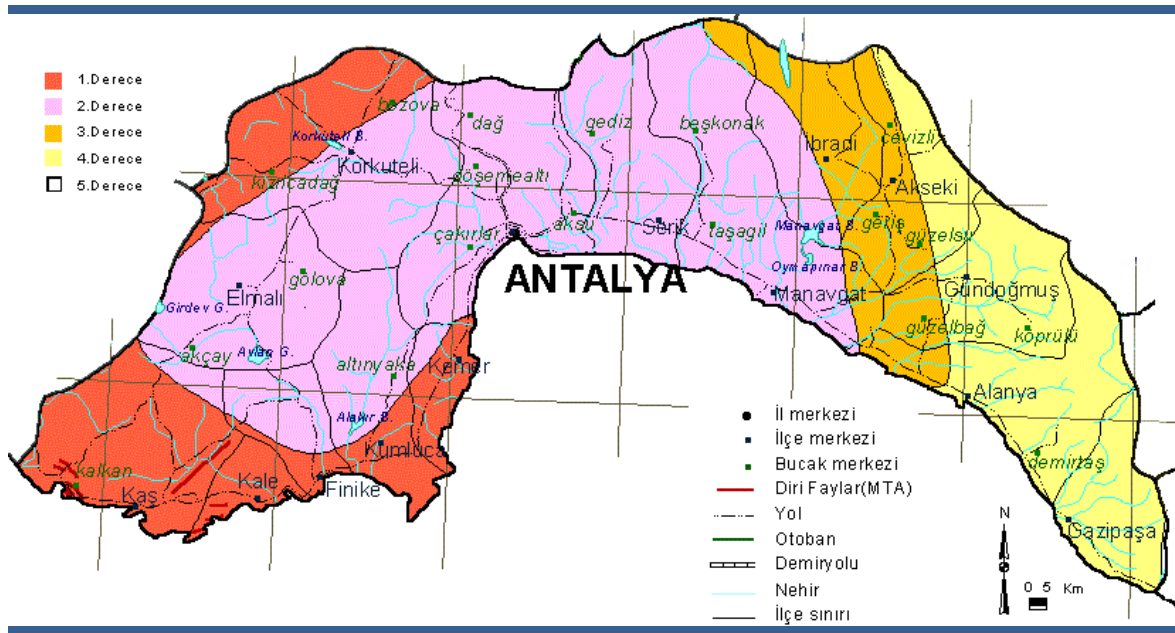 1.Derece
2.Derece
3.Derece
4.Derece
5.Derece
bozova
dağ
gediz
beşkonak
cevizli
Korkuteli B.
İbradi
Korkuteli
döşemealtı
kızılcadağ
Akseki
aksu
Serik
taşağıl
Manavgat B.
geriş
güzelsu
çakırlar
ANTALYA
gölova
Oymapınar B.
Elmalı
Manavgat
Gündoğmuş
Girdev G.
güzelbağ
köprülü
akçay
Avlan G.
altınyaka
Kemer
Alanya
Alakır B.
Kumluca
demirtaş
kalkan
Kaş
Kale
Finike
Gazipaşa
İl merkezi
İlçe merkezi
Bucak merkezi
Diri Faylar(MTA)
Yol
Otoban
Demiryolu
Nehir
İlçe sınırı
N
0 5 Km